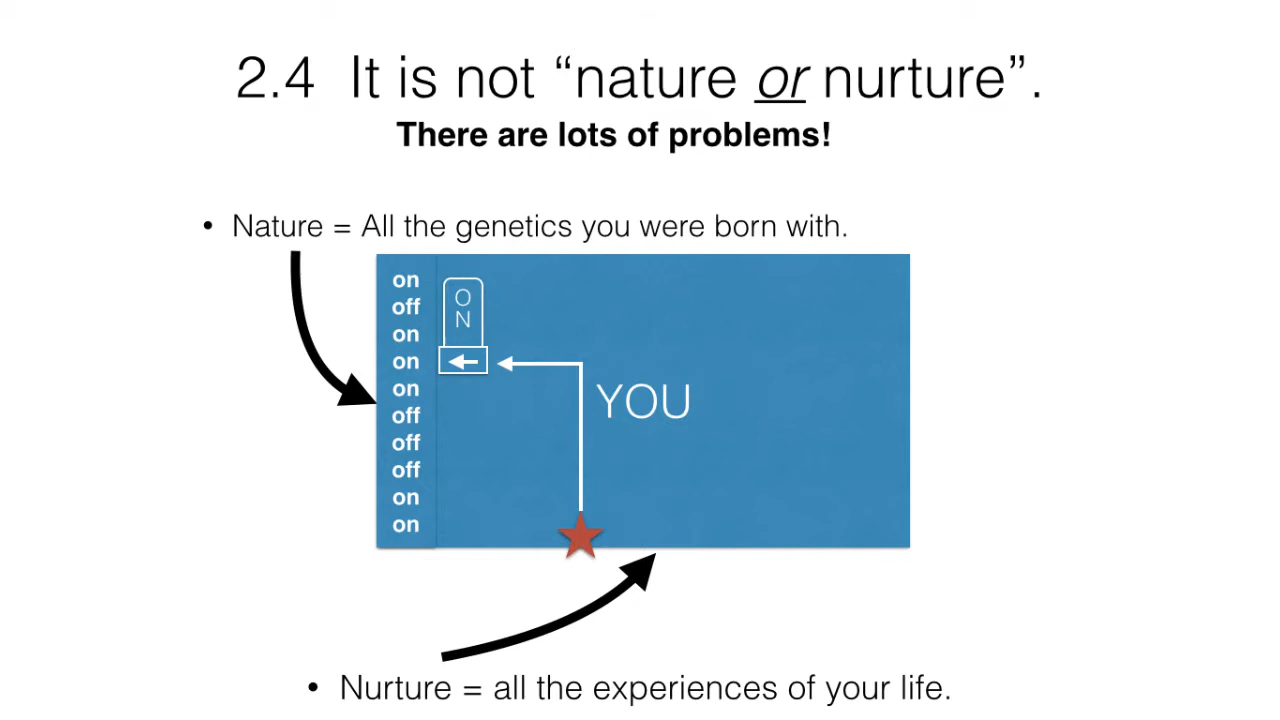 2.4 It is not “nature or nurture”.
There are lots of problems!
• Nature = All the genetics you were born with.
on
off
on
on
on
off
off
off
on
on
O
N
YOU
• Nurture = all the experiences of your life.